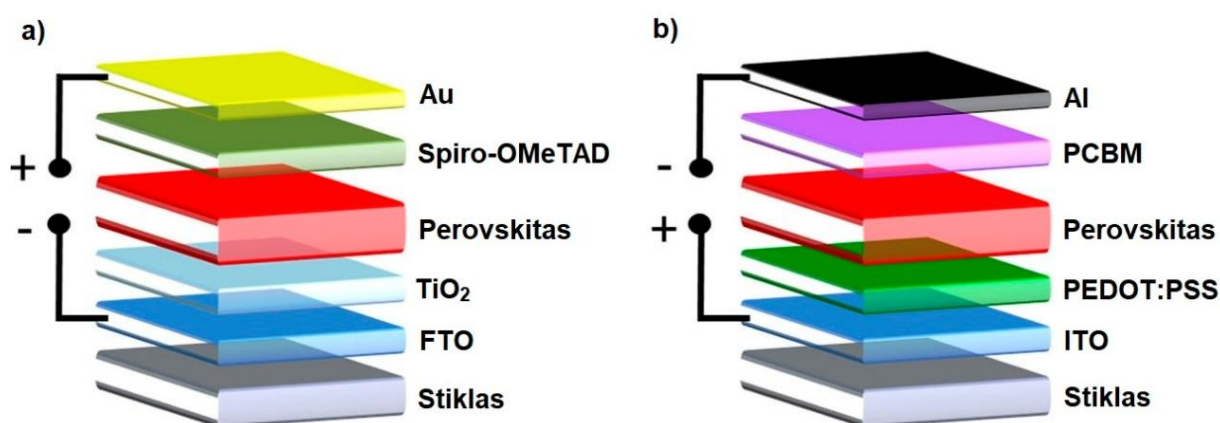 a)
Au
Spiro-OMeTAD
+
Perovskitas
-
TiO₂
FTO
Stiklas
b)
Al
PCBM
-
Perovskitas
+
PEDOT:PSS
ITO
Stiklas